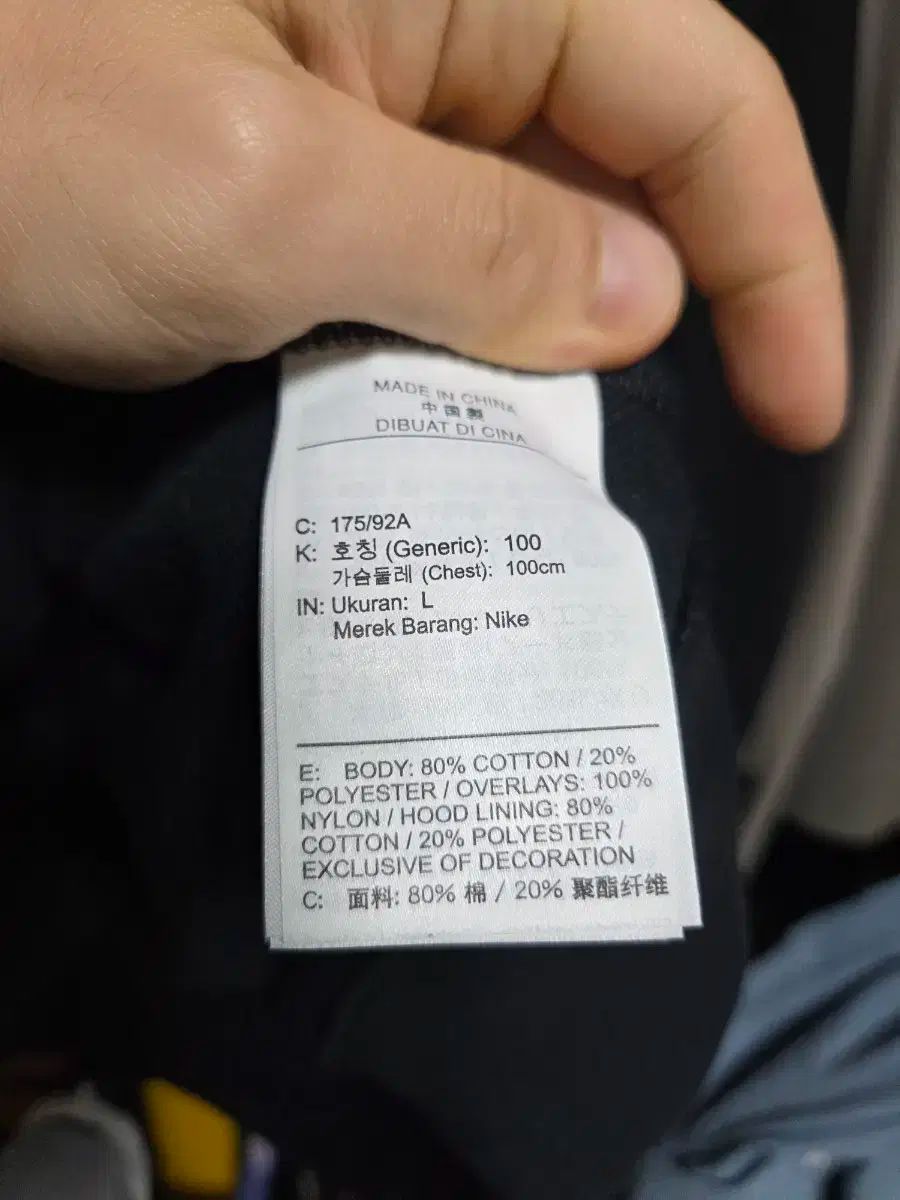 MADE IN CHINA
中国製
DIBUAT DI CINA
C: 175/92A
K: 호칭 (Generic): 100
가슴둘레 (Chest): 100cm
IN: Ukuran: L
Merek Barang: Nike
E: BODY: 80% COTTON / 20%
POLYESTER / OVERLAYS: 100%
NYLON / HOOD LINING: 80%
COTTON / 20% POLYESTER /
EXCLUSIVE OF DECORATION
C: 面料: 80% 棉 / 20% 聚酯纤维